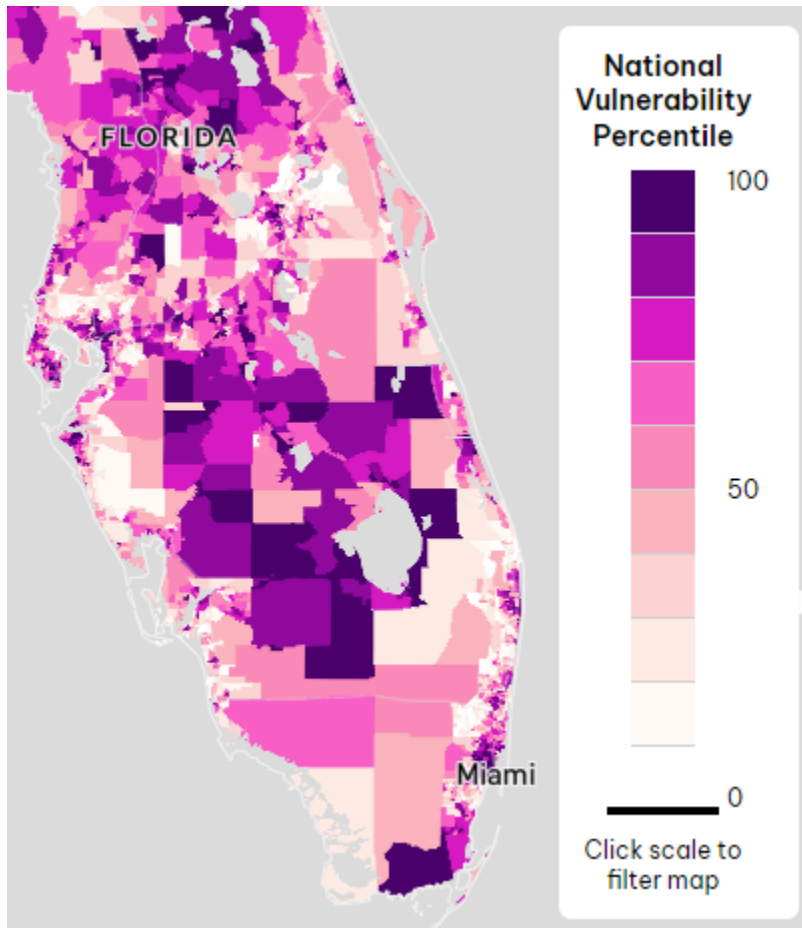 National
Vulnerability
Percentile
100
FLORIDA
50
Miami
0
Click scale to
filter map